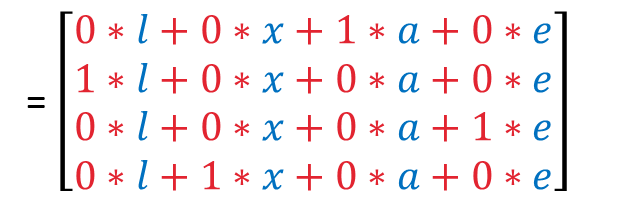 0 * l + 0 * x + 1 * a + 0 * e
= 1 * l + 0 * x + 0 * a + 0 * e
0 * l + 0 * x + 0 * a + 1 * e
0 * l + 1 * x + 0 * a + 0 * e